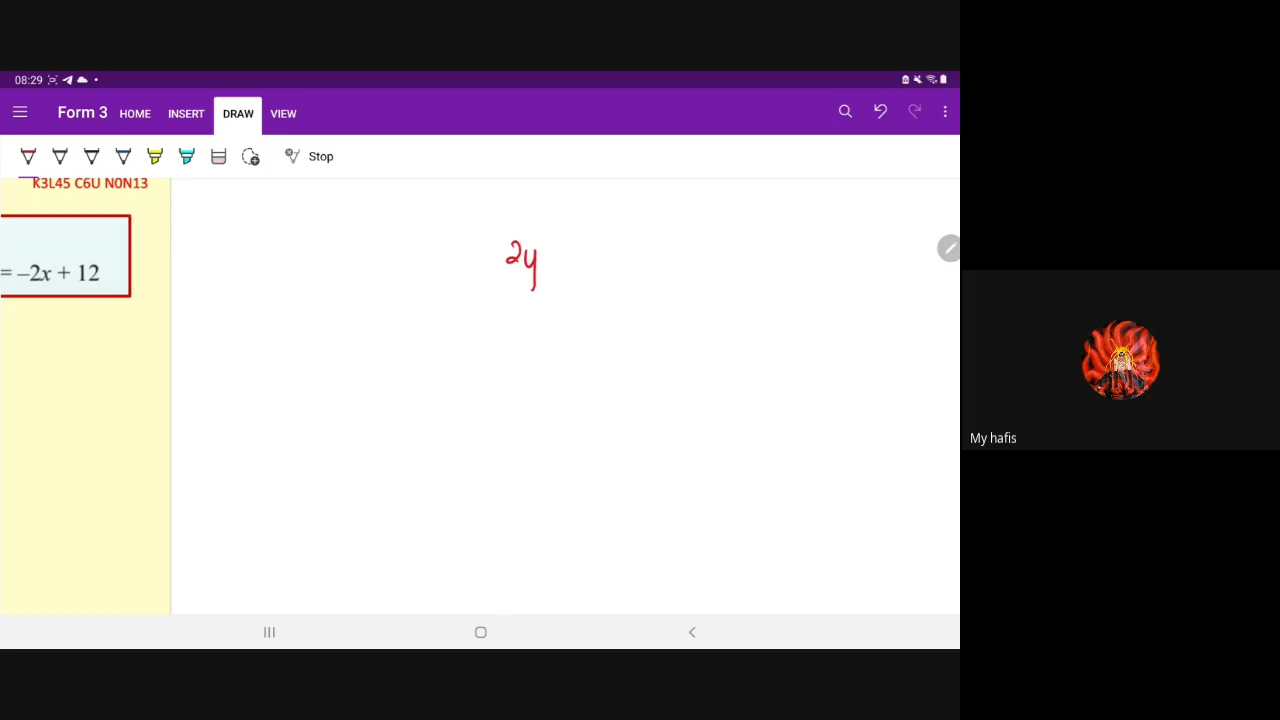 08:29
Form 3 HOME INSERT DRAW VIEW
Stop
K3L45 C6U N0N13
= –2x + 12
2y
My hafis